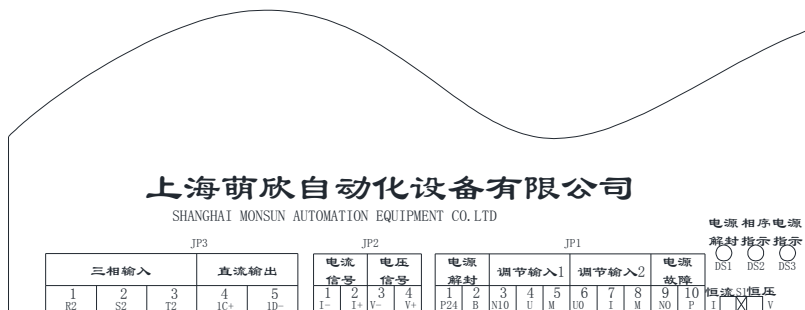 上海萌欣自动化设备有限公司
SHANGHAI MONSUN AUTOMATION EQUIPMENT CO.LTD
电源 相序 电源
解封 指示 指示
DS1 DS2 DS3
JP3 JP2 JP1
三相输入 直流输出 电流信号 电压信号 电源解封 调节输入1 调节输入2 电源故障
1 2 3 4 5 1 2 3 4 1 2 3 4 5 6 7 8 9 10 恒流 S1 恒压
R2 S2 T2 1C+ 1D- I- I+ V- V+ P24 B N10 U M U0 I M N0 P I V